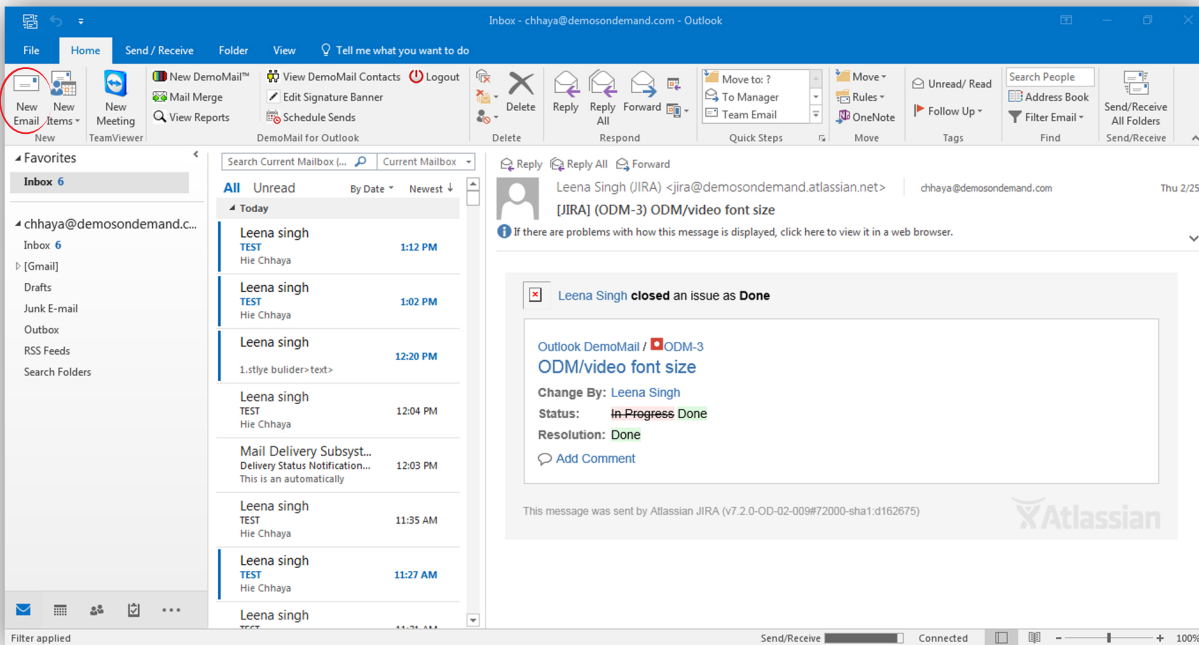 Inbox - chhaya@demosondemand.com - Outlook
File Home Send / Receive Folder View Tell me what you want to do
New Email
New Items
New
New Meeting
TeamViewer
New DemoMail™ View DemoMail Contacts Logout
Mail Merge Edit Signature Banner
View Reports Schedule Sends
DemoMail for Outlook
Delete
Delete
Reply
Reply All
Forward
Respond
Move to: ?
To Manager
Team Email
Quick Steps
Move
Rules
OneNote
Move
Unread/ Read
Follow Up
Tags
Search People
Address Book
Filter Email
Find
Send/Receive All Folders
Send/Receive
Favorites
Inbox 6
chhaya@demosondemand.c...
Inbox 6
[Gmail]
Drafts
Junk E-mail
Outbox
RSS Feeds
Search Folders
Search Current Mailbox (... Current Mailbox
All Unread By Date Newest ↓
Today
Leena singh
TEST 1:12 PM
Hie Chhaya
Leena singh
TEST 1:02 PM
Hie Chhaya
Leena singh
12:20 PM
1.stlye bulider>text>
Leena singh
TEST 12:04 PM
Hie Chhaya
Mail Delivery Subsyst...
Delivery Status Notification... 12:03 PM
This is an automatically
Leena singh
TEST 11:35 AM
Hie Chhaya
Leena singh
TEST 11:27 AM
Hie Chhaya
Leena singh
Reply Reply All Forward
Leena Singh (JIRA) <jira@demosondemand.atlassian.net> chhaya@demosondemand.com Thu 2/25
[JIRA] (ODM-3) ODM/video font size
If there are problems with how this message is displayed, click here to view it in a web browser.
Leena Singh closed an issue as Done
Outlook DemoMail / ODM-3
ODM/video font size
Change By: Leena Singh
Status: In Progress Done
Resolution: Done
Add Comment
This message was sent by Atlassian JIRA (v7.2.0-OD-02-009#72000-sha1:d162675)
Atlassian
Filter applied Send/Receive Connected 100%